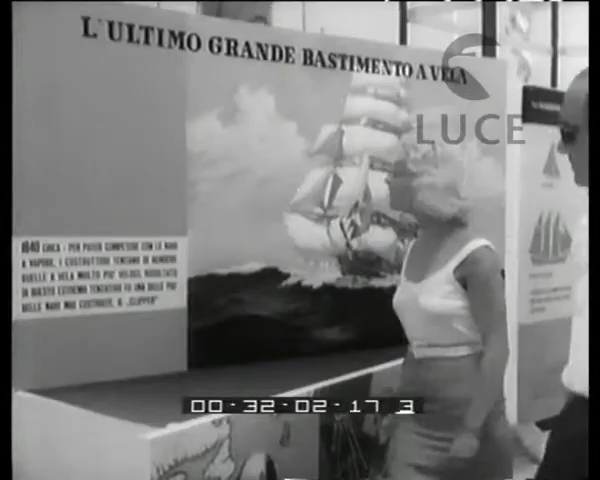 L'ULTIMO GRANDE BASTIMENTO A VELA
LUCE
1840 CIRCA : PER POTER COMPETERE CON LE NAVI
A VAPORE, I COSTRUTTORI TENTANO DI RENDERE
QUELLE A VELA MOLTO PIU' VELOCI. RISULTATO
DI QUESTO ESTREMO TENTATIVO FU UNA DELLE PIU'
BELLE NAVI MAI COSTRUITE, IL „CLIPPER"
00-32-02-17 3